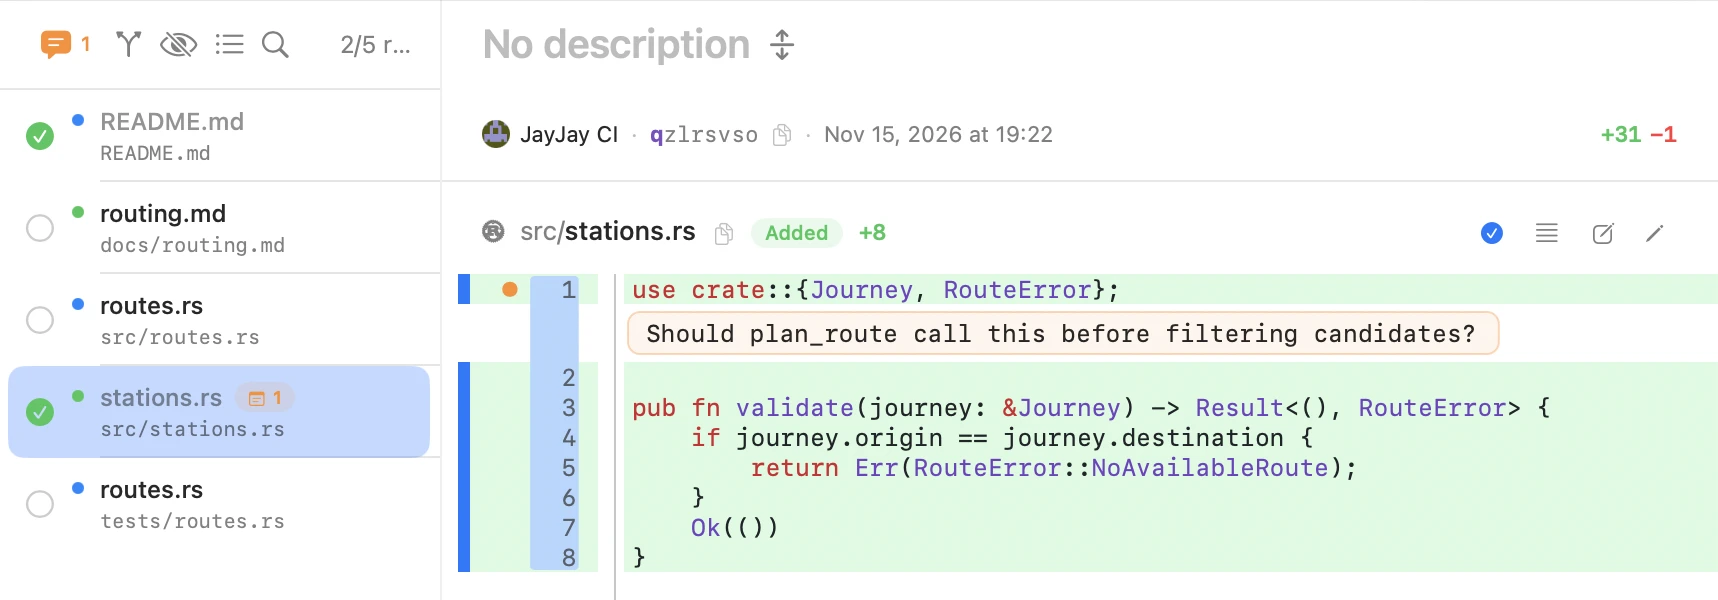 1 2/5 r...
README.md
README.md
routing.md
docs/routing.md
routes.rs
src/routes.rs
stations.rs 1
src/stations.rs
routes.rs
tests/routes.rs
No description
JayJay CI · qzlrsvso · Nov 15, 2026 at 19:22 +31 −1
src/stations.rs Added +8
1 use crate::{Journey, RouteError};
Should plan_route call this before filtering candidates?
2
3 pub fn validate(journey: &Journey) -> Result<(), RouteError> {
4     if journey.origin == journey.destination {
5         return Err(RouteError::NoAvailableRoute);
6     }
7     Ok(())
8 }